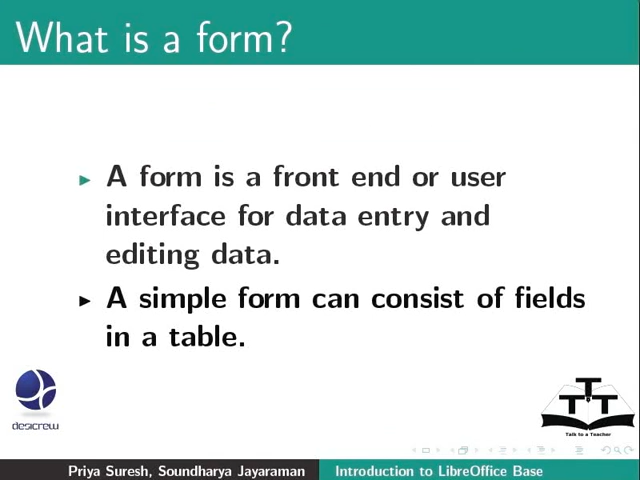 What is a form?
A form is a front end or user
interface for data entry and
editing data.
A simple form can consist of fields
in a table.
desicrew
TTT
Talk to a Teacher
Priya Suresh, Soundharya Jayaraman
Introduction to LibreOffice Base